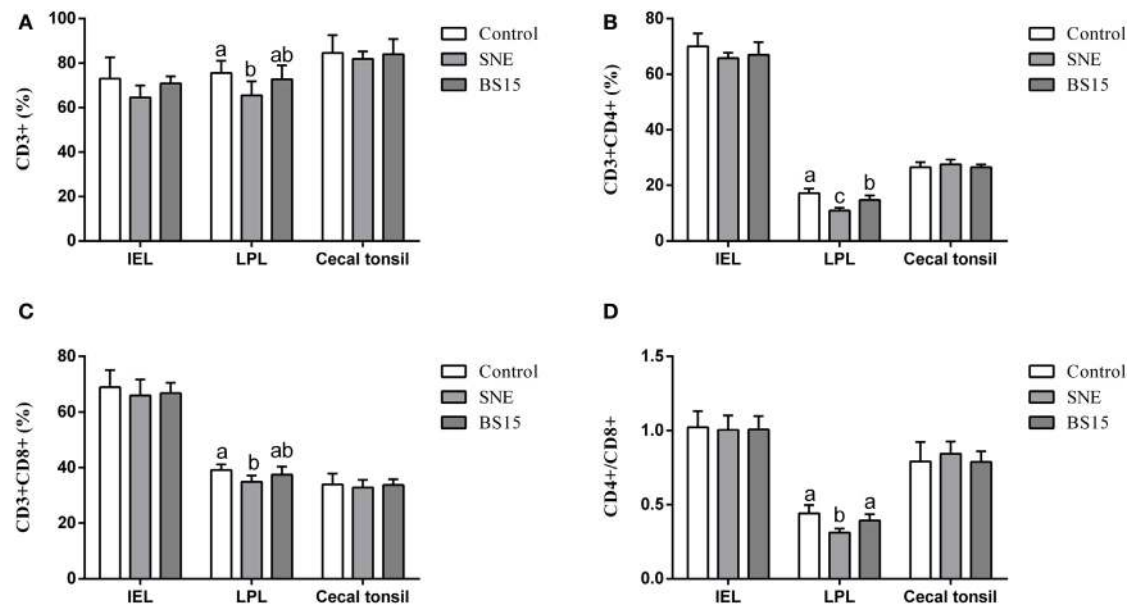 A
CD3+ (%)
100
80
60
40
20
0
a
b
ab
IEL
LPL
Cecal tonsil
Control
SNE
BS15
B
CD3+CD4+ (%)
80
60
40
20
0
a
c
b
IEL
LPL
Cecal tonsil
Control
SNE
BS15
C
CD3+CD8+ (%)
80
60
40
20
0
a
b
ab
IEL
LPL
Cecal tonsil
Control
SNE
BS15
D
CD4+/CD8+
1.5
1.0
0.5
0.0
a
b
a
IEL
LPL
Cecal tonsil
Control
SNE
BS15